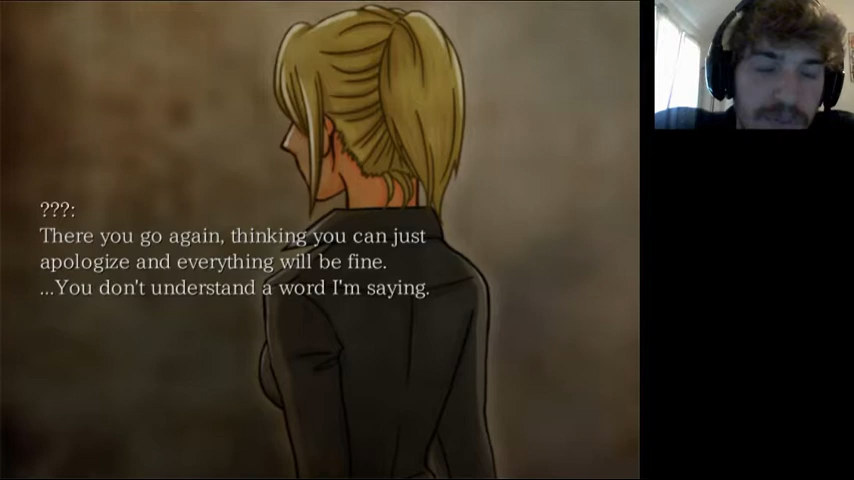 ???:
There you go again, thinking you can just
apologize and everything will be fine.
...You don't understand a word I'm saying.